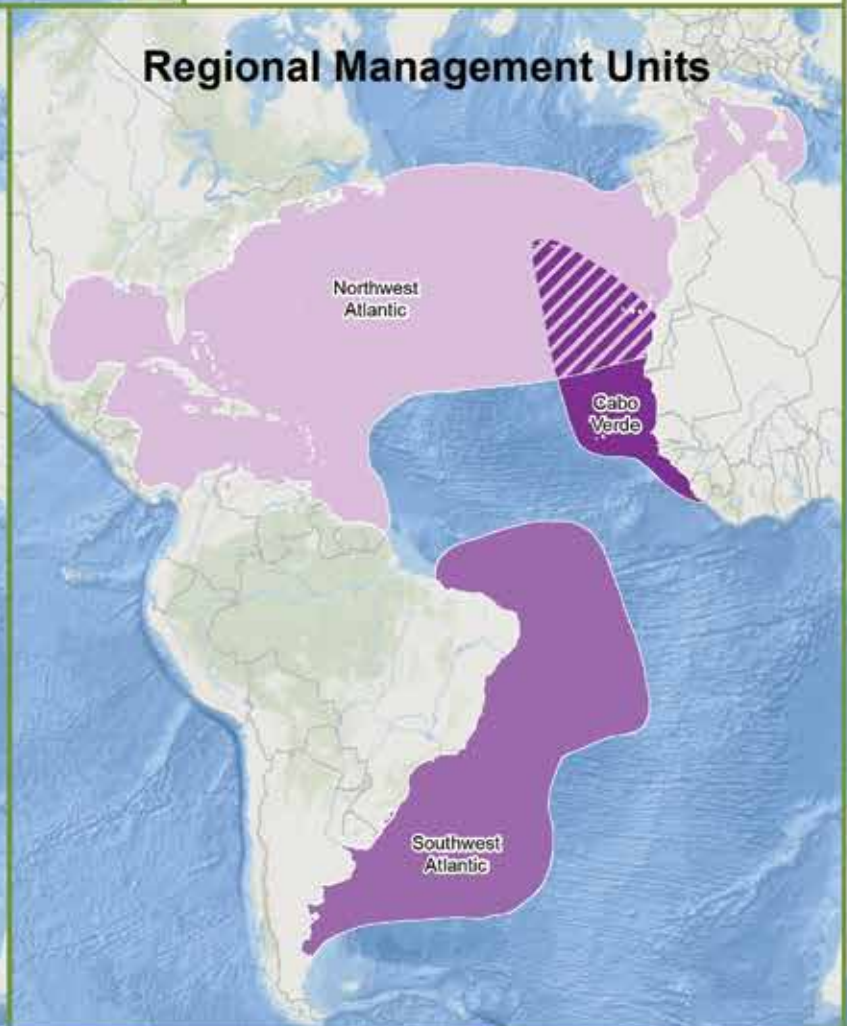 Regional Management Units
Northwest
Atlantic
Cabo
Verde
Southwest
Atlantic